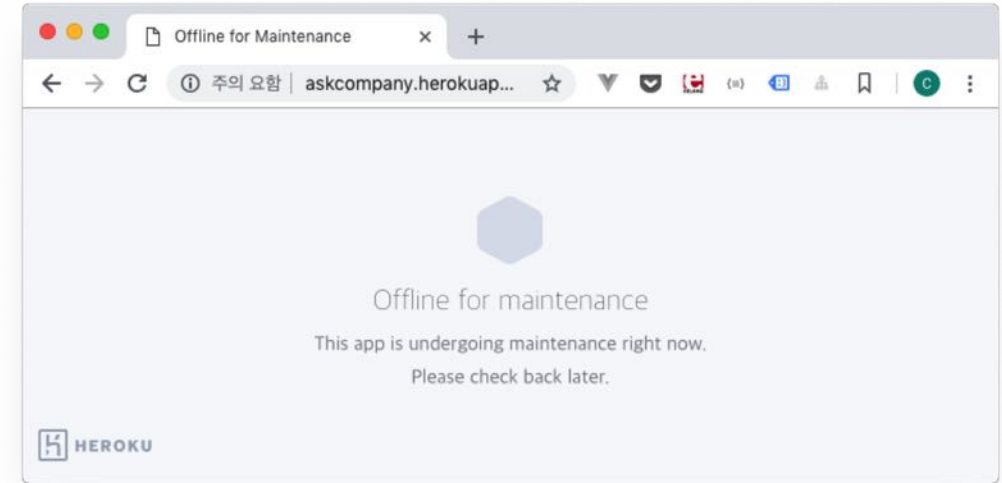 Offline for Maintenance
주의 요함 askcompany.herokuap...
Offline for maintenance
This app is undergoing maintenance right now.
Please check back later.
HEROKU